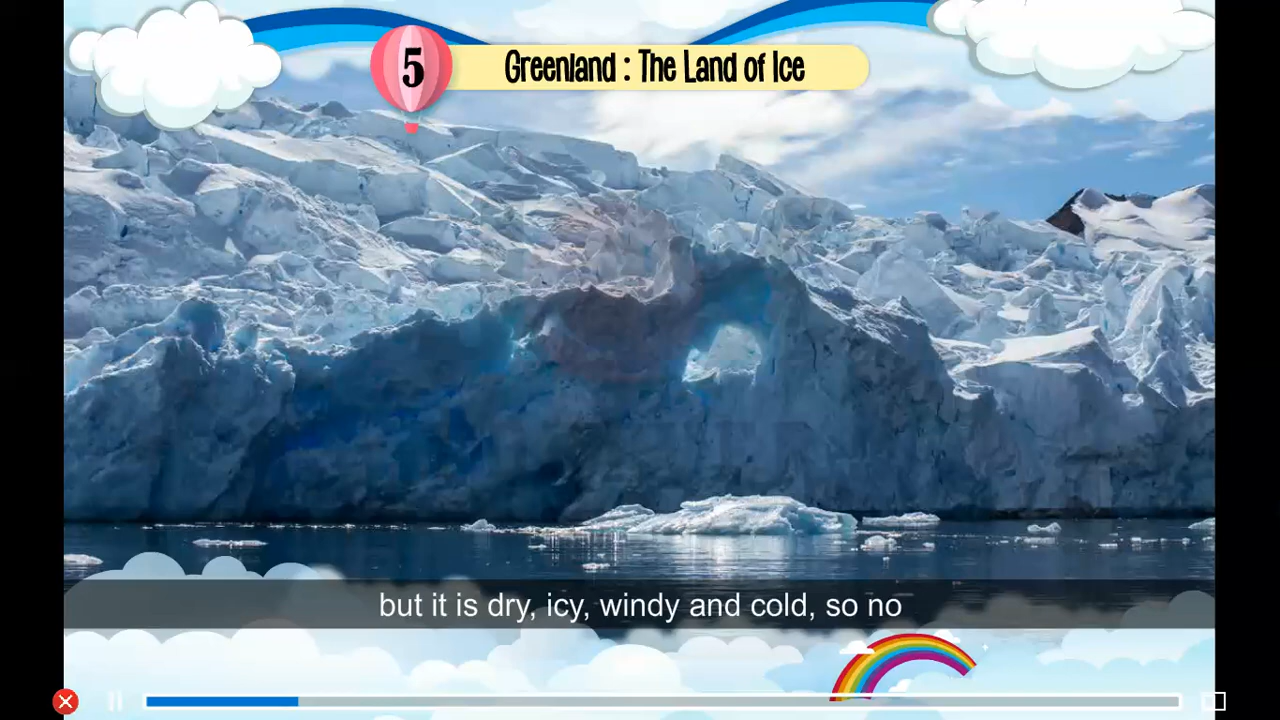 5
Greenland : The Land of Ice
but it is dry, icy, windy and cold, so no